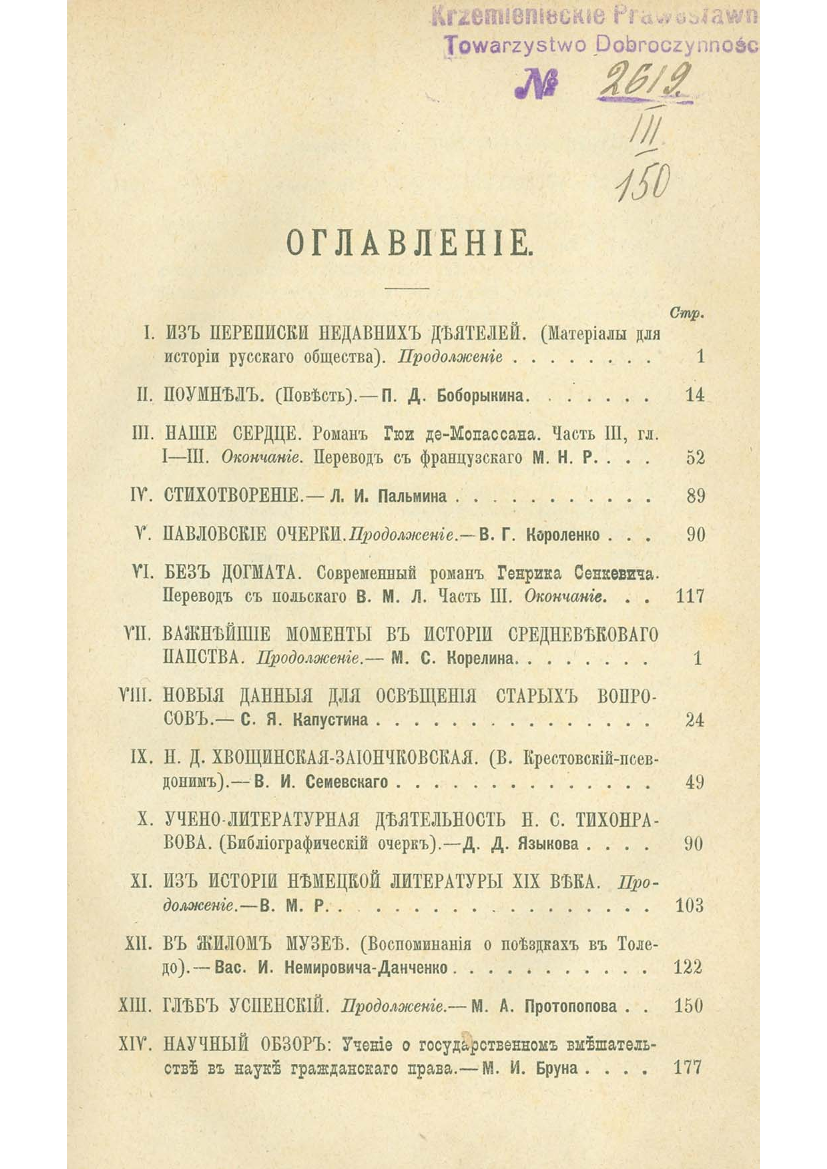 Krzemienieckie Prawosławn
Towarzystwo Dobroczynnośc
№ 2619.
III
150
ОГЛАВЛЕНІЕ.
Стр.
I. ИЗЪ ПЕРЕПИСКИ НЕДАВНИХЪ ДѢЯТЕЛЕЙ. (Матеріалы для
исторіи русскаго общества). Продолженіе . . . . . . . . 1
II. ПОУМНѢЛЪ. (Повѣсть).—П. Д. Боборыкина. . . . . . . 14
III. НАШЕ СЕРДЦЕ. Романъ Гюи де-Мопассана. Часть III, гл.
I—III. Окончаніе. Переводъ съ французскаго М. Н. Р. . . . 52
IV. СТИХОТВОРЕНІЕ.— Л. И. Пальмина . . . . . . . . . . . 89
V. ПАВЛОВСКІЕ ОЧЕРКИ. Продолженіе.— В. Г. Короленко . . . 90
VI. БЕЗЪ ДОГМАТА. Современный романъ Генрика Сенкевича.
Переводъ съ польскаго В. М. Л. Часть III. Окончаніе. . . 117
VII. ВАЖНѢЙШІЕ МОМЕНТЫ ВЪ ИСТОРІИ СРЕДНЕВѢКОВАГО
ПАПСТВА. Продолженіе.— М. С. Корелина. . . . . . . . 1
VIII. НОВЫЯ ДАННЫЯ ДЛЯ ОСВѢЩЕНІЯ СТАРЫХЪ ВОПРО-
СОВЪ.— С. Я. Капустина . . . . . . . . . . . . . . . 24
IX. Н. Д. ХВОЩИНСКАЯ-ЗАІОНЧКОВСКАЯ. (В. Крестовскій-псев-
донимъ).— В. И. Семевскаго . . . . . . . . . . . . . 49
X. УЧЕНО-ЛИТЕРАТУРНАЯ ДѢЯТЕЛЬНОСТЬ Н. С. ТИХОНРА-
ВОВА. (Библіографическій очеркъ).—Д. Д. Языкова . . . . 90
XI. ИЗЪ ИСТОРІИ НѢМЕЦКОЙ ЛИТЕРАТУРЫ XIX ВѢКА. Про-
долженіе.—В. М. Р. . . . . . . . . . . . . . . . . 103
XII. ВЪ ЖИЛОМЪ МУЗЕѢ. (Воспоминанія о поѣздкахъ въ Толе-
до).— Вас. И. Немировича-Данченко . . . . . . . . . . 122
XIII. ГЛѢБЪ УСПЕНСКІЙ. Продолженіе.— М. А. Протопопова . . 150
XIV. НАУЧНЫЙ ОБЗОРЪ: Ученіе о государственномъ вмѣшатель-
ствѣ въ наукѣ гражданскаго права.— М. И. Бруна . . . . 177